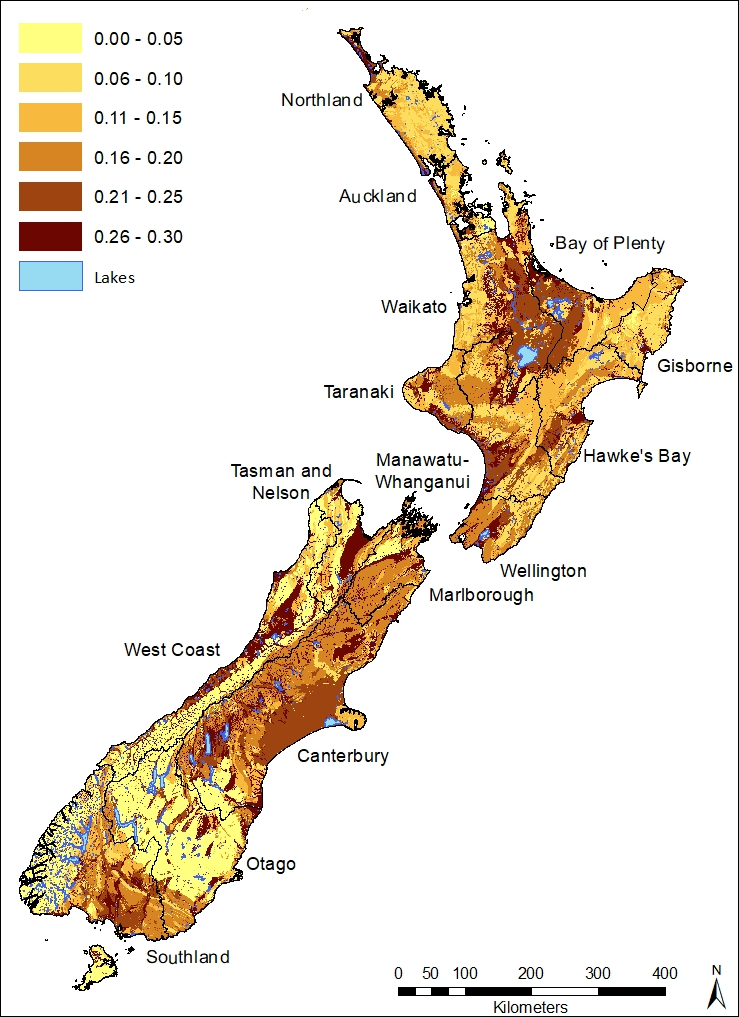 0.00 - 0.05
0.06 - 0.10
0.11 - 0.15
0.16 - 0.20
0.21 - 0.25
0.26 - 0.30
Lakes
Northland
Auckland
Bay of Plenty
Waikato
Gisborne
Taranaki
Hawke's Bay
Manawatu-
Whanganui
Tasman and
Nelson
Wellington
Marlborough
West Coast
Canterbury
Otago
Southland
0 50 100 200 300 400
Kilometers
N